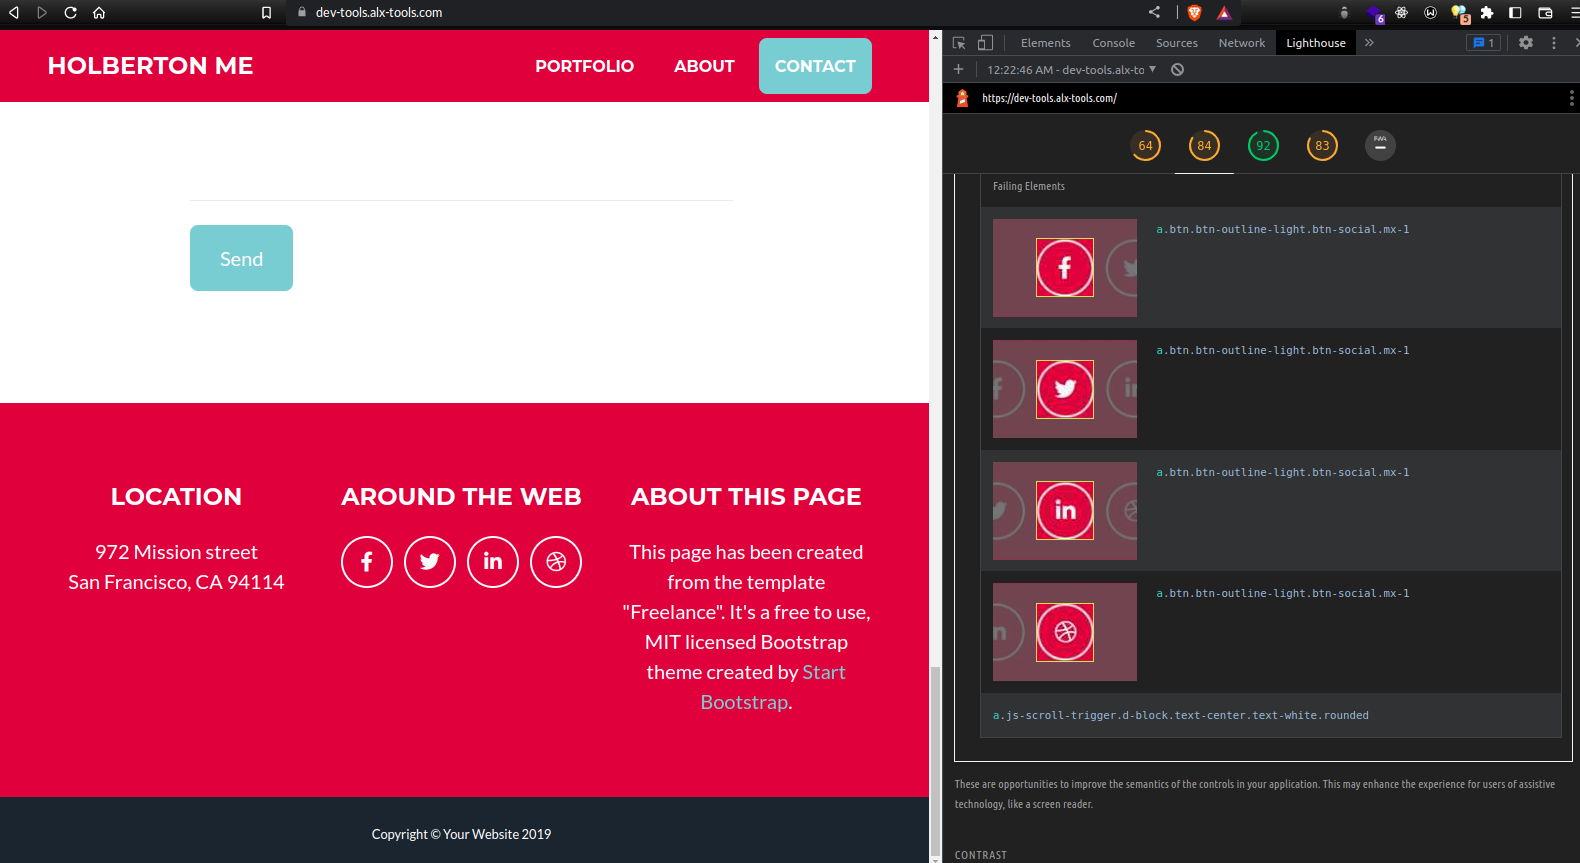 dev-tools.alx-tools.com
6
5
HOLBERTON ME
PORTFOLIO
ABOUT
CONTACT
Send
LOCATION
972 Mission street
San Francisco, CA 94114
AROUND THE WEB
ABOUT THIS PAGE
This page has been created
from the template
"Freelance". It's a free to use,
MIT licensed Bootstrap
theme created by Start
Bootstrap.
Copyright © Your Website 2019
Elements
Console
Sources
Network
Lighthouse
1
12:22:46 AM - dev-tools.alx-to
https://dev-tools.alx-tools.com/
64
84
92
83
PWA
Failing Elements
a.btn.btn-outline-light.btn-social.mx-1
a.btn.btn-outline-light.btn-social.mx-1
a.btn.btn-outline-light.btn-social.mx-1
a.btn.btn-outline-light.btn-social.mx-1
a.js-scroll-trigger.d-block.text-center.text-white.rounded
These are opportunities to improve the semantics of the controls in your application. This may enhance the experience for users of assistive
technology, like a screen reader.
CONTRAST